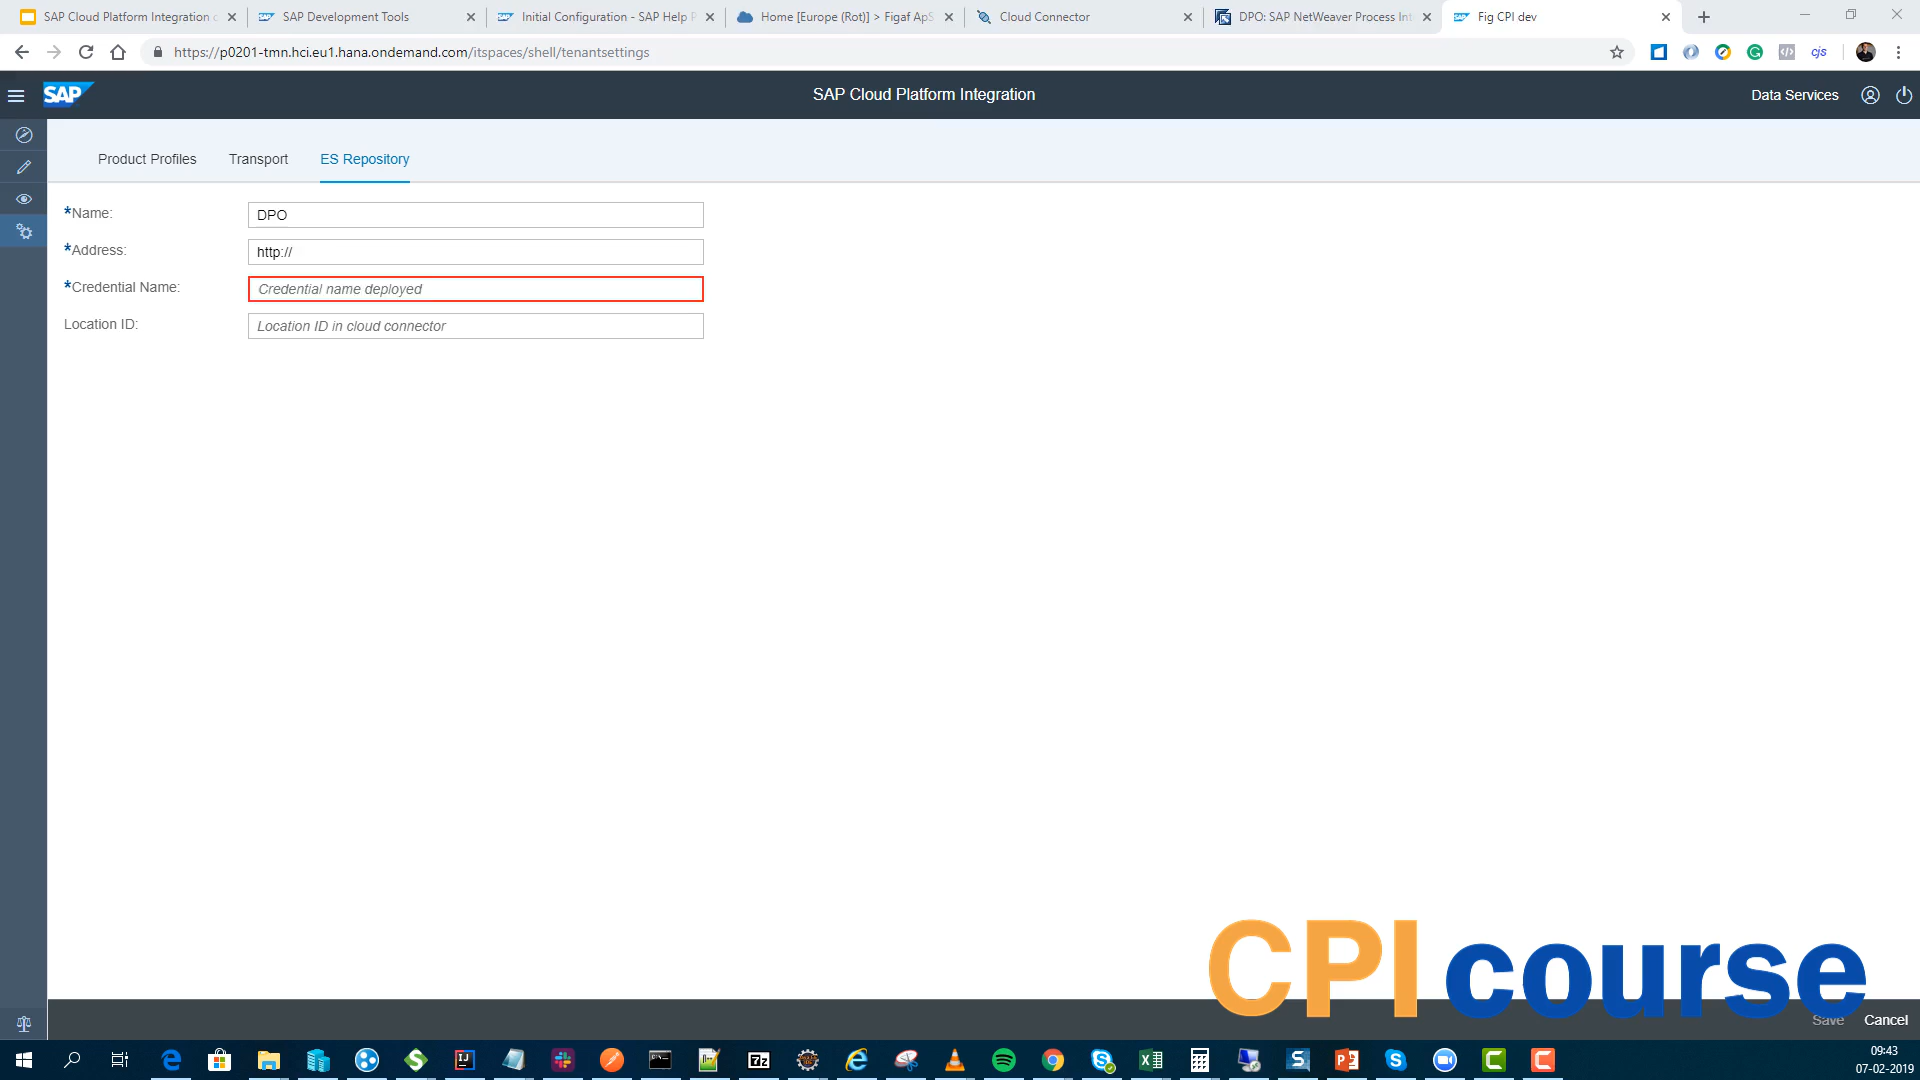 SAP Cloud Platform Integration c
SAP Development Tools
Initial Configuration - SAP Help P
Home [Europe (Rot)] > Figaf ApS
Cloud Connector
DPO: SAP NetWeaver Process Int
Fig CPI dev
https://p0201-tmn.hci.eu1.hana.ondemand.com/itspaces/shell/tenantsettings
cjs
SAP
SAP Cloud Platform Integration
Data Services
Product Profiles
Transport
ES Repository
*Name:
DPO
*Address:
http://
*Credential Name:
Credential name deployed
Location ID:
Location ID in cloud connector
CPI course
Save
Cancel
09:43
07-02-2019